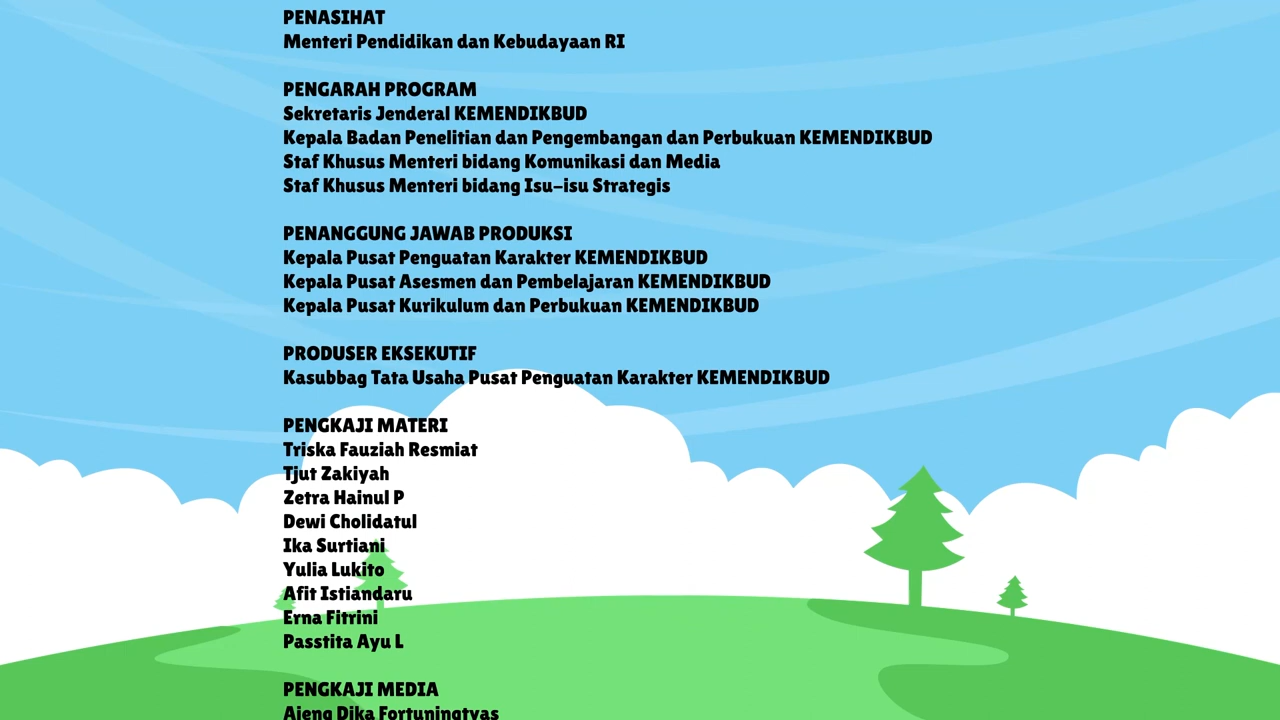 PENASIHAT
Menteri Pendidikan dan Kebudayaan RI
PENGARAH PROGRAM
Sekretaris Jenderal KEMENDIKBUD
Kepala Badan Penelitian dan Pengembangan dan Perbukuan KEMENDIKBUD
Staf Khusus Menteri bidang Komunikasi dan Media
Staf Khusus Menteri bidang Isu-isu Strategis
PENANGGUNG JAWAB PRODUKSI
Kepala Pusat Penguatan Karakter KEMENDIKBUD
Kepala Pusat Asesmen dan Pembelajaran KEMENDIKBUD
Kepala Pusat Kurikulum dan Perbukuan KEMENDIKBUD
PRODUSER EKSEKUTIF
Kasubbag Tata Usaha Pusat Penguatan Karakter KEMENDIKBUD
PENGKAJI MATERI
Triska Fauziah Resmiat
Tjut Zakiyah
Zetra Hainul P
Dewi Cholidatul
Ika Surtiani
Yulia Lukito
Afit Istiandaru
Erna Fitrini
Passtita Ayu L
PENGKAJI MEDIA
Ajeng Dika Fortuningtyas